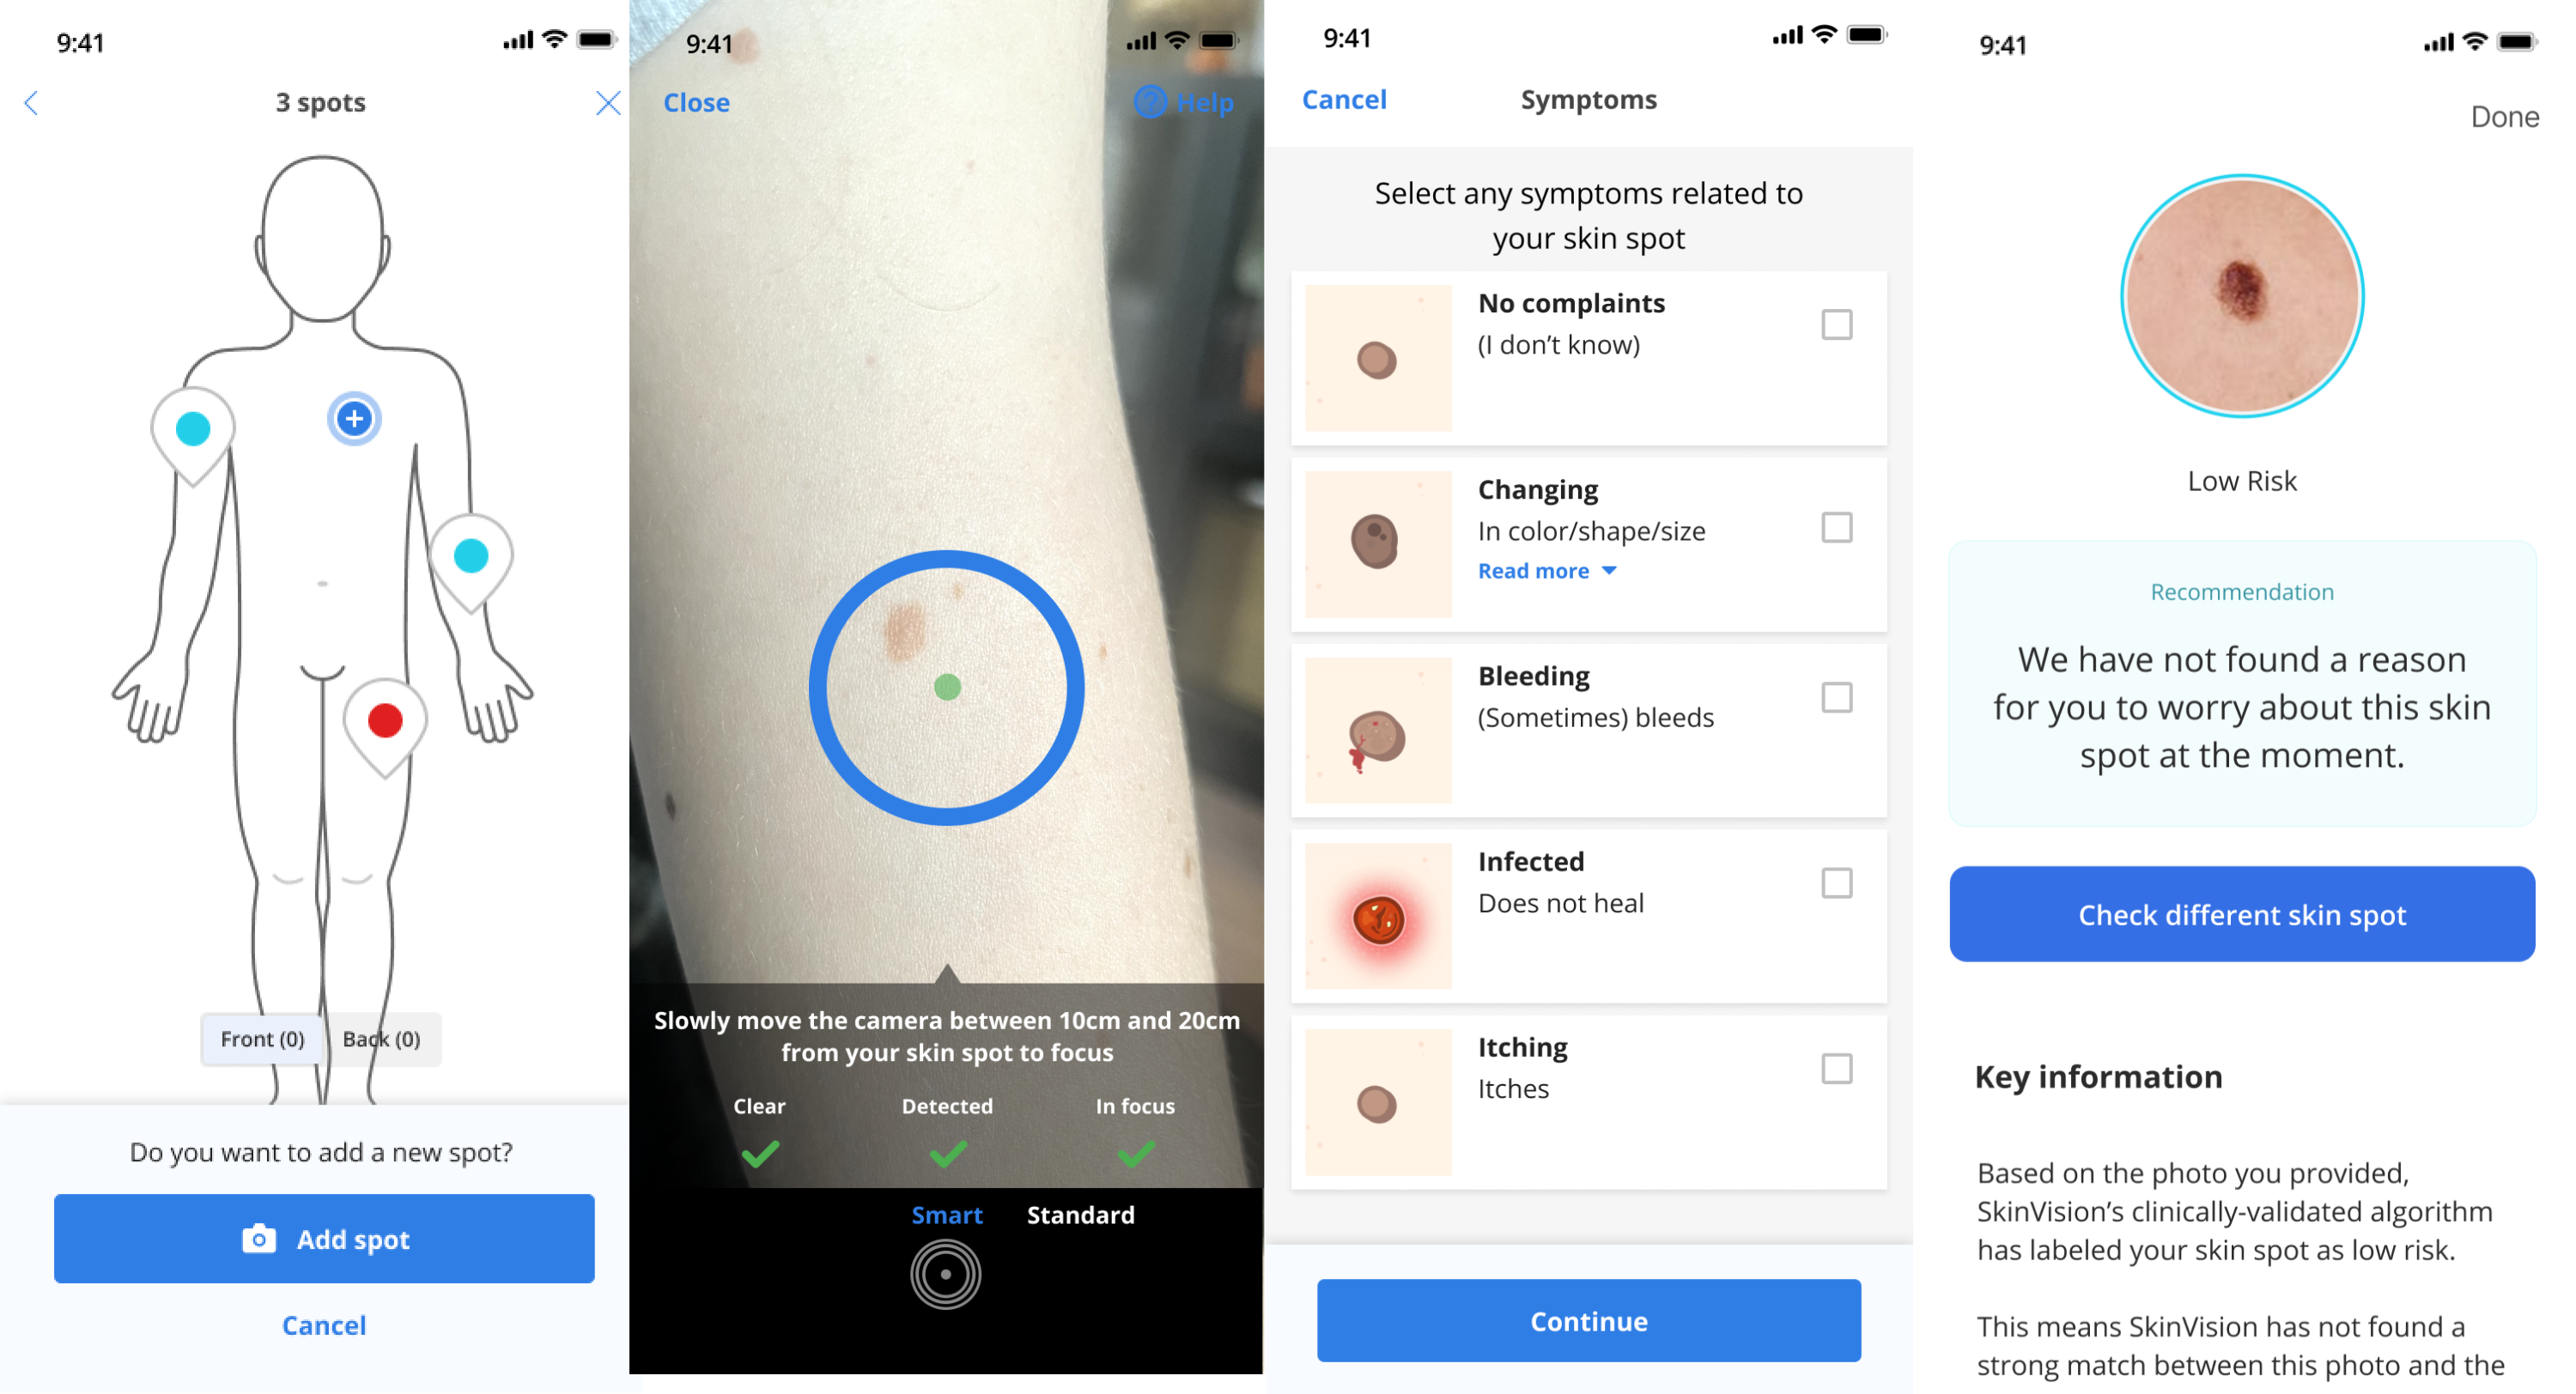 9:41
3 spots
Front (0)
Back (0)
Do you want to add a new spot?
Add spot
Cancel
9:41
Close
Help
Slowly move the camera between 10cm and 20cm
from your skin spot to focus
Clear
Detected
In focus
Smart
Standard
9:41
Cancel
Symptoms
Select any symptoms related to
your skin spot
No complaints
(I don’t know)
Changing
In color/shape/size
Read more
Bleeding
(Sometimes) bleeds
Infected
Does not heal
Itching
Itches
Continue
9:41
Done
Low Risk
Recommendation
We have not found a reason
for you to worry about this skin
spot at the moment.
Check different skin spot
Key information
Based on the photo you provided,
SkinVision’s clinically-validated algorithm
has labeled your skin spot as low risk.
This means SkinVision has not found a
strong match between this photo and the